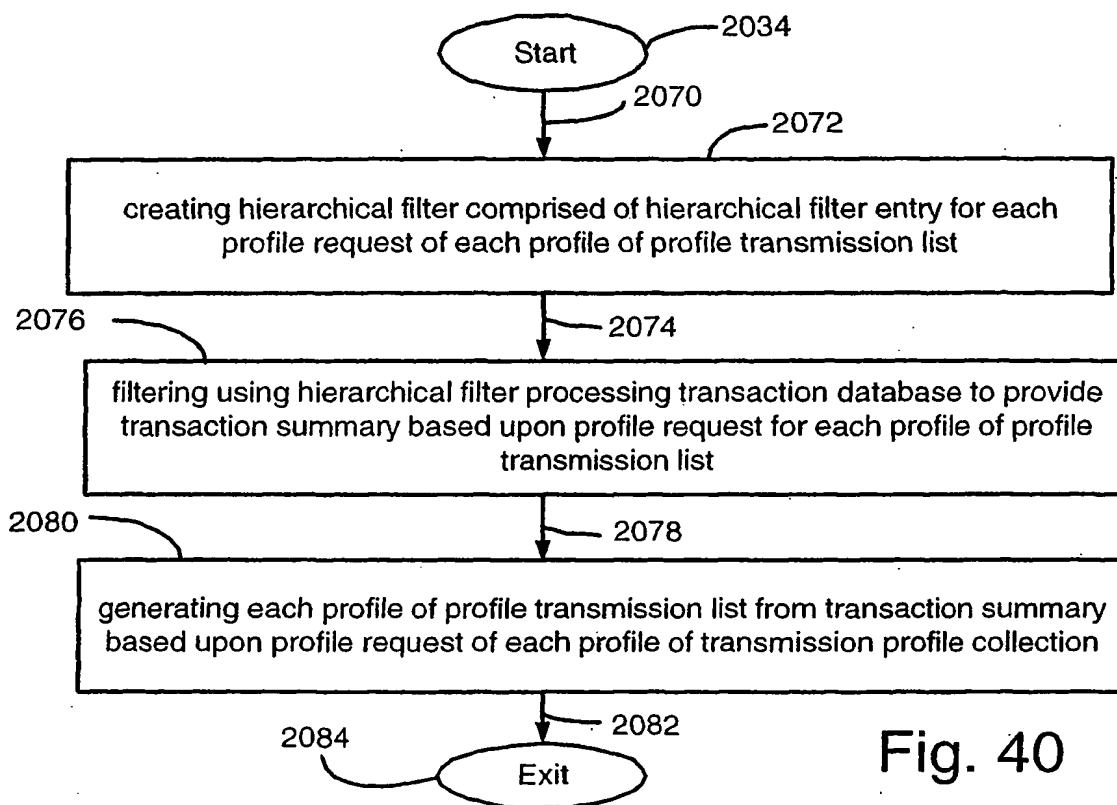 Start
2034
2070
2072
creating hierarchical filter comprised of hierarchical filter entry for each
profile request of each profile of profile transmission list
2074
2076
filtering using hierarchical filter processing transaction database to provide
transaction summary based upon profile request for each profile of profile
transmission list
2078
2080
generating each profile of profile transmission list from transaction summary
based upon profile request of each profile of transmission profile collection
2082
2084
Exit
Fig. 40